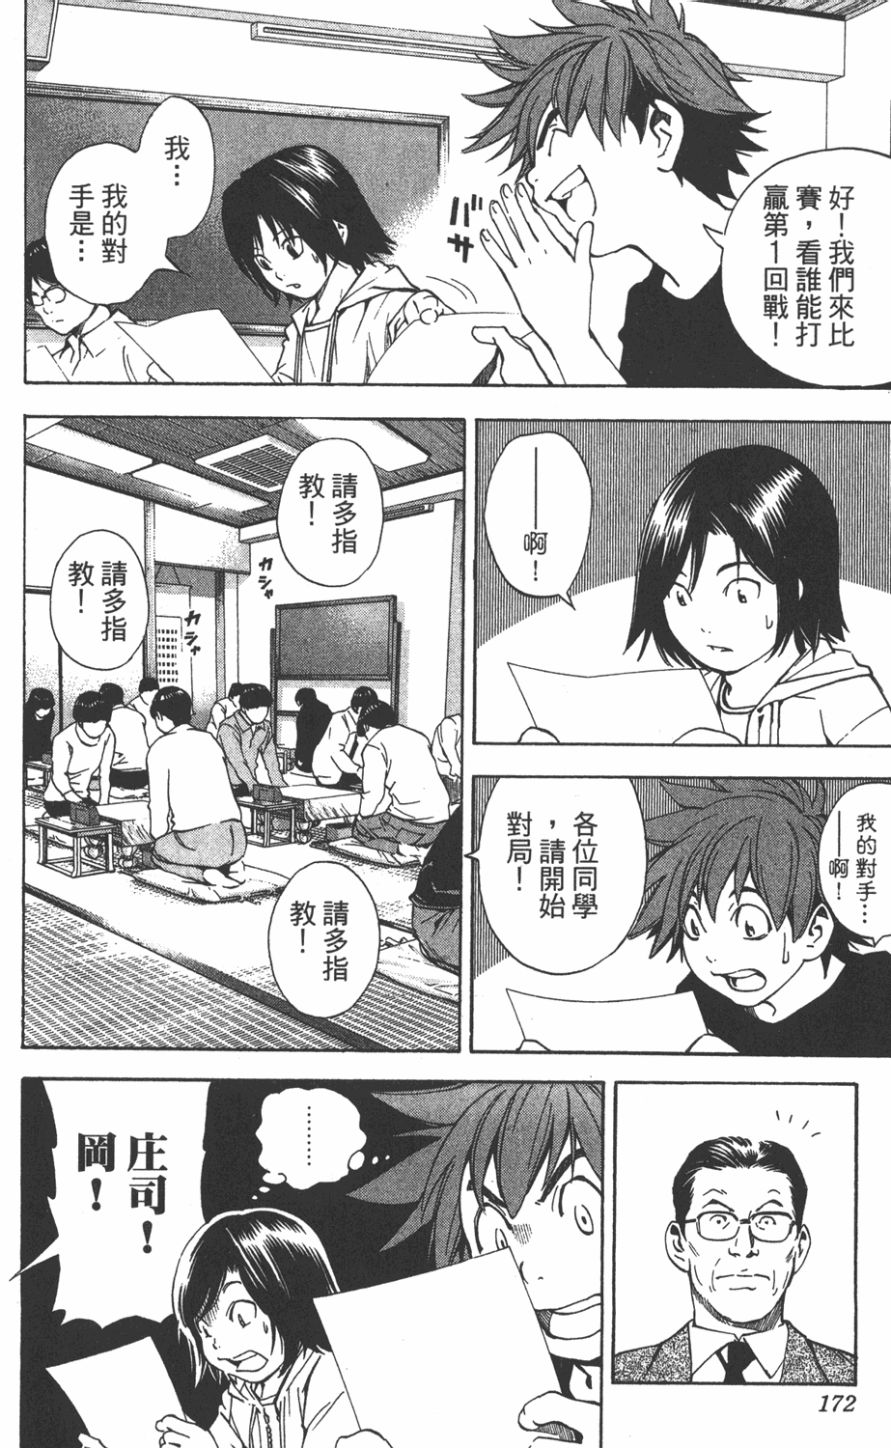 好!我們來比
賽，看誰能打
贏第1回戰!
バサ
我…
我的對
手是…
——啊!
請多指
教!
カシャ
請多指
教!
カシャ
請多指
教!
我的對手…
——啊!
各位同學
，請開始
對局!
…………
庄司!
岡!
172